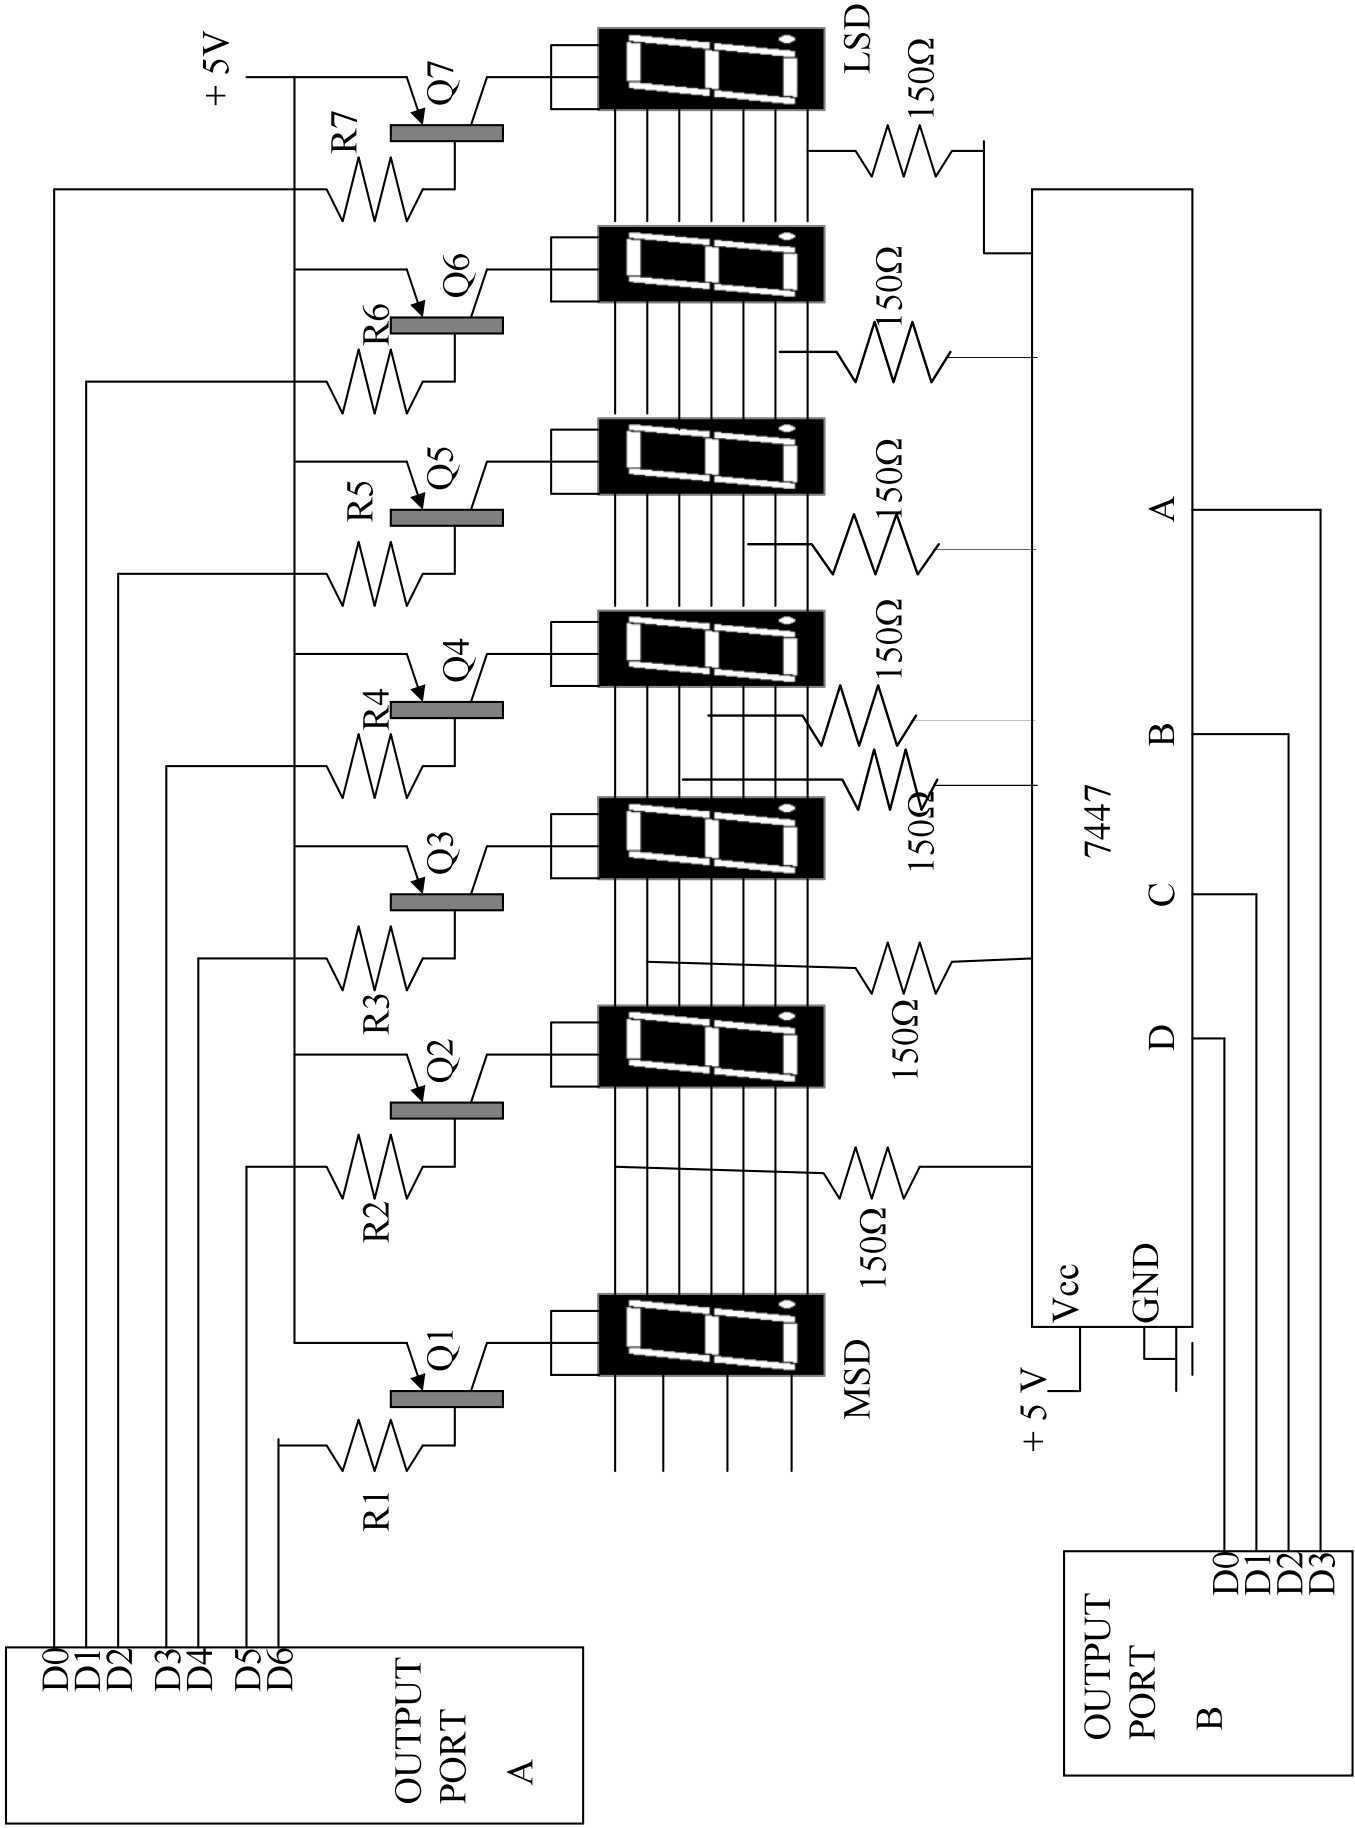 + 5V
R7
Q7
R6
Q6
R5
Q5
R4
Q4
R3
Q3
R2
Q2
R1
Q1
LSD
MSD
150Ω
150Ω
150Ω
150Ω
150Ω
150Ω
150Ω
7447
A
B
C
D
Vcc
GND
+ 5 V
D0
D1
D2
D3
D4
D5
D6
OUTPUT
PORT
A
D0
D1
D2
D3
OUTPUT
PORT
B